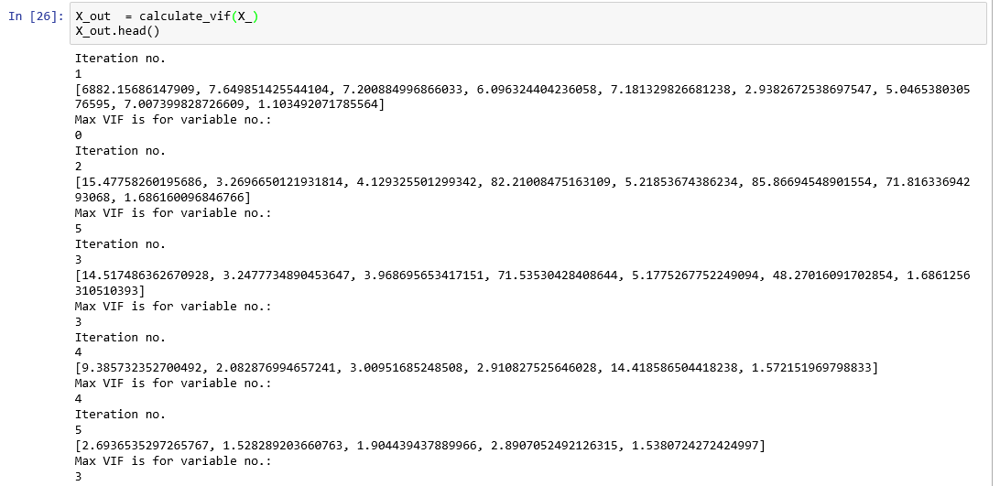 In [26]: X_out  = calculate_vif(X_)
X_out.head()
Iteration no.
1
[6882.15686147909, 7.649851425544104, 7.200884996866033, 6.096324404236058, 7.181329826681238, 2.9382672538697547, 5.0465380305
76595, 7.007399828726609, 1.103492071785564]
Max VIF is for variable no.:
0
Iteration no.
2
[15.47758260195686, 3.2696650121931814, 4.129325501299342, 82.21008475163109, 5.21853674386234, 85.86694548901554, 71.816336942
93068, 1.686160096846766]
Max VIF is for variable no.:
5
Iteration no.
3
[14.517486362670928, 3.2477734890453647, 3.968695653417151, 71.53530428408644, 5.1775267752249094, 48.27016091702854, 1.6861256
310510393]
Max VIF is for variable no.:
3
Iteration no.
4
[9.385732352700492, 2.082876994657241, 3.00951685248508, 2.910827525646028, 14.418586504418238, 1.572151969798833]
Max VIF is for variable no.:
4
Iteration no.
5
[2.6936535297265767, 1.528289203660763, 1.904439437889966, 2.8907052492126315, 1.5380724272424997]
Max VIF is for variable no.:
3